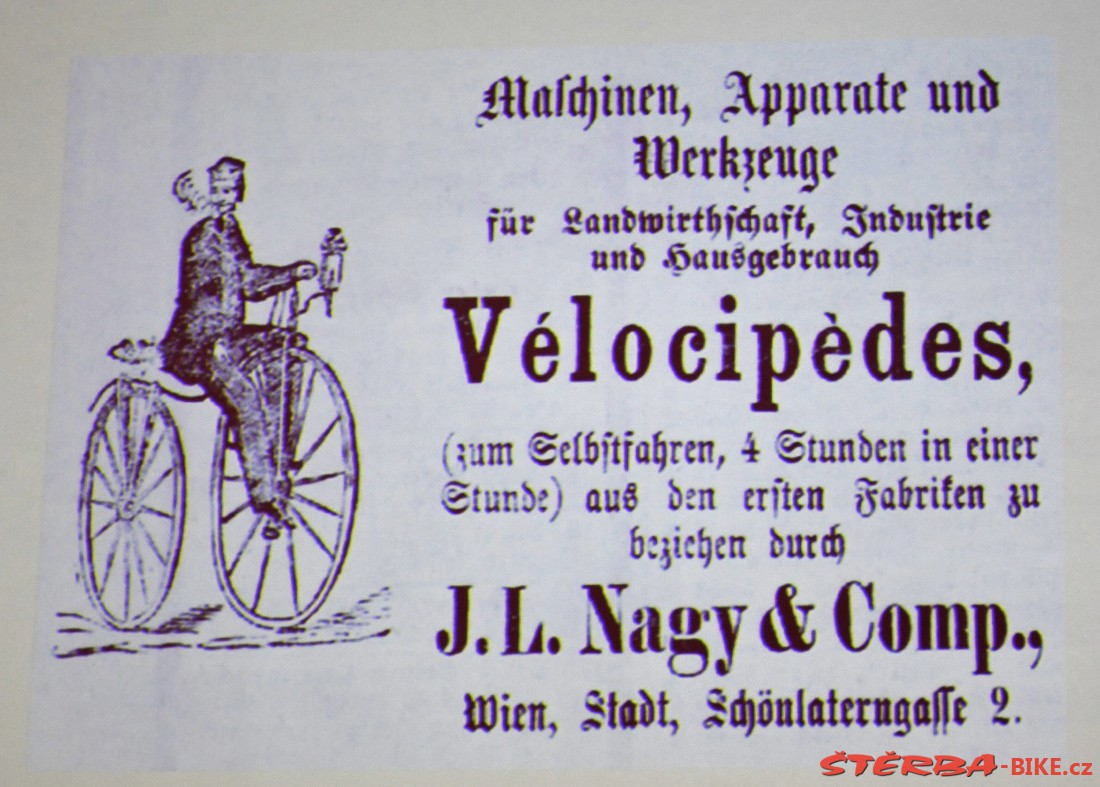 Maſchinen, Apparate und
Werkzeuge
für Landwirthſchaft, Induſtrie
und Hausgebrauch
Vélocipèdes,
(zum Selbſtfahren, 4 Stunden in einer
Stunde) aus den erſten Fabriken zu
beziehen durch
J. L. Nagy & Comp.,
Wien, Stadt, Schönlaterngaſſe 2.
ŠTĚRBA-BIKE.cz